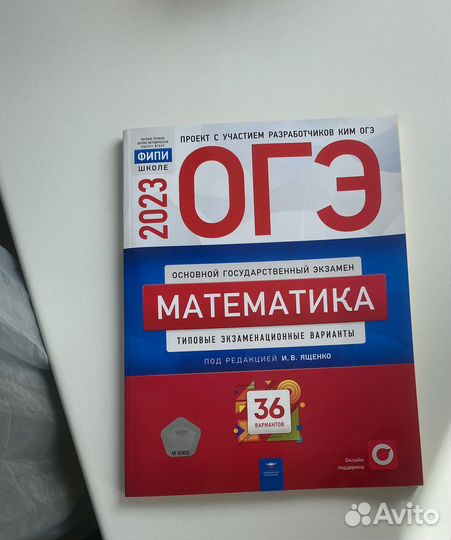 ПРОЕКТ С УЧАСТИЕМ РАЗРАБОТЧИКОВ КИМ ОГЭ
ФИПИ
ШКОЛЕ
2023
ОГЭ
ОСНОВНОЙ ГОСУДАРСТВЕННЫЙ ЭКЗАМЕН
МАТЕМАТИКА
ТИПОВЫЕ ЭКЗАМЕНАЦИОННЫЕ ВАРИАНТЫ
ПОД РЕДАКЦИЕЙ И.В. ЯЩЕНКО
36
ВАРИАНТОВ
Онлайн
поддержка
Avito